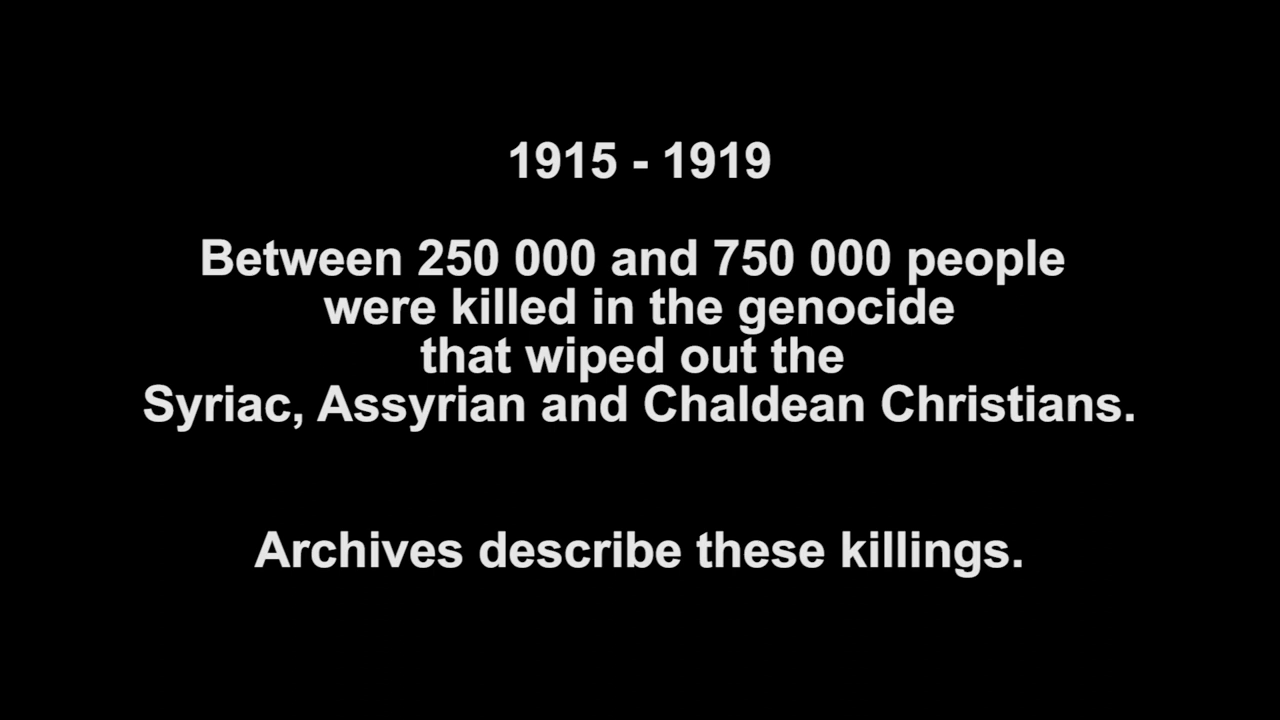 1915 - 1919
Between 250 000 and 750 000 people
were killed in the genocide
that wiped out the
Syriac, Assyrian and Chaldean Christians.
Archives describe these killings.